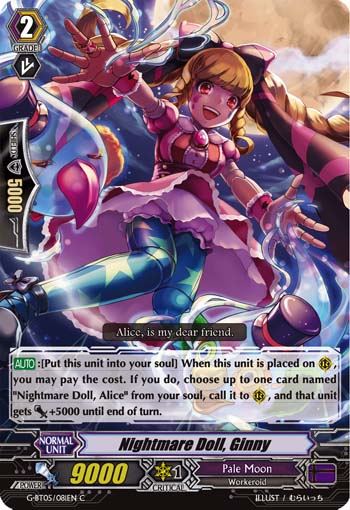 2
GRADE
SHIELD
5000
Alice, is my dear friend.
AUTO :[Put this unit into your soul] When this unit is placed on (R),
you may pay the cost. If you do, choose up to one card named
"Nightmare Doll, Alice" from your soul, call it to (R), and that unit
gets +5000 until end of turn.
NORMAL
UNIT
Nightmare Doll, Ginny
POWER
9000
1
CRITICAL
Pale Moon
Workeroid
G-BT05/081EN C
ILLUST / むらいっち